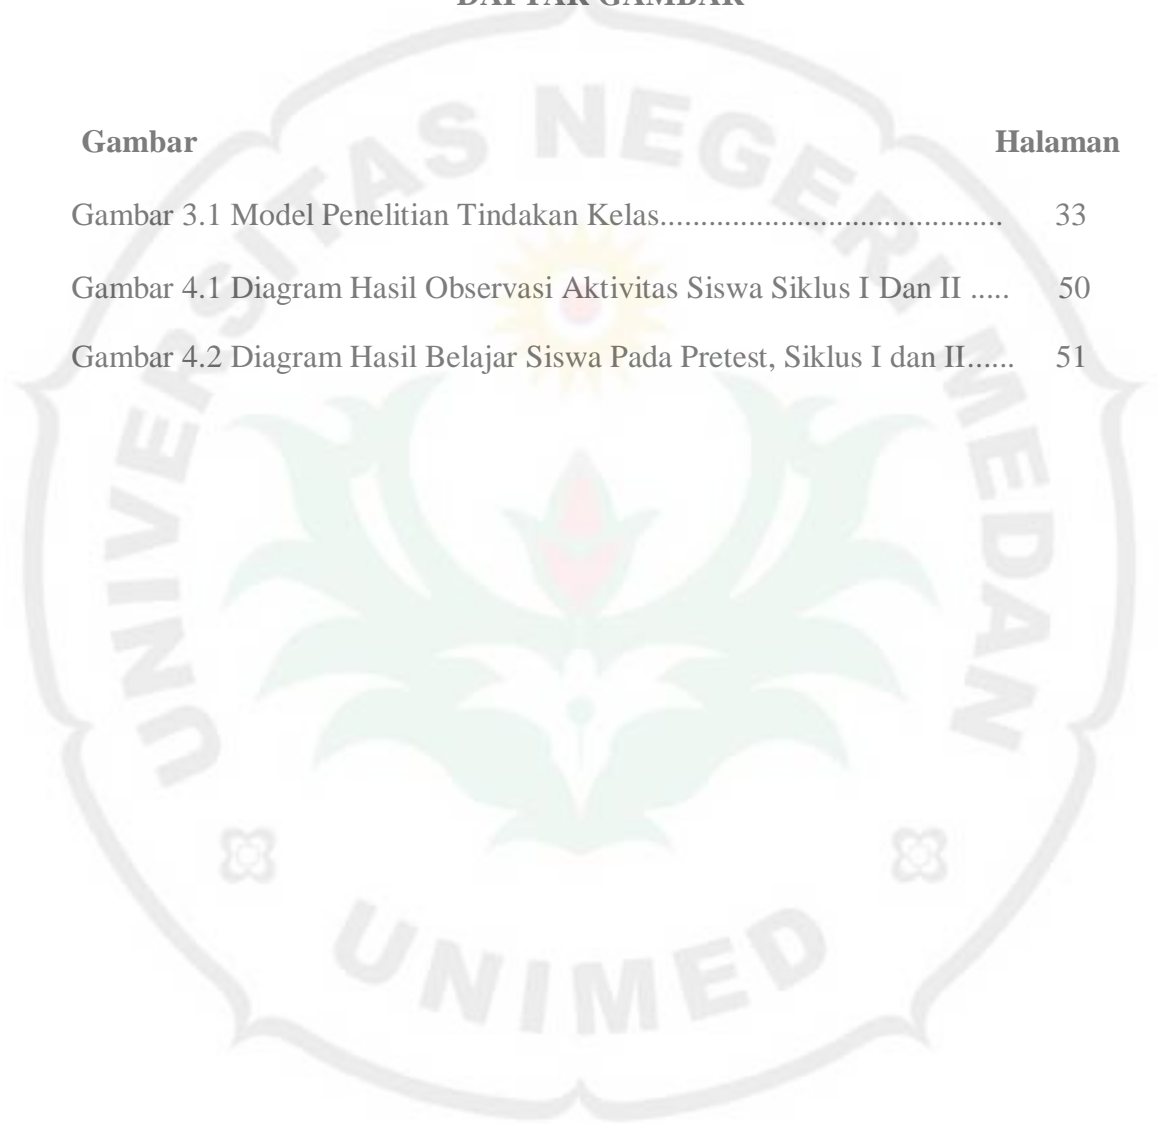 DAFTAR GAMBAR
Gambar Halaman
Gambar 3.1 Model Penelitian Tindakan Kelas......................................... 33
Gambar 4.1 Diagram Hasil Observasi Aktivitas Siswa Siklus I Dan II ..... 50
Gambar 4.2 Diagram Hasil Belajar Siswa Pada Pretest, Siklus I dan II...... 51
UNIVERSITAS NEGERI MEDAN
UNIMED